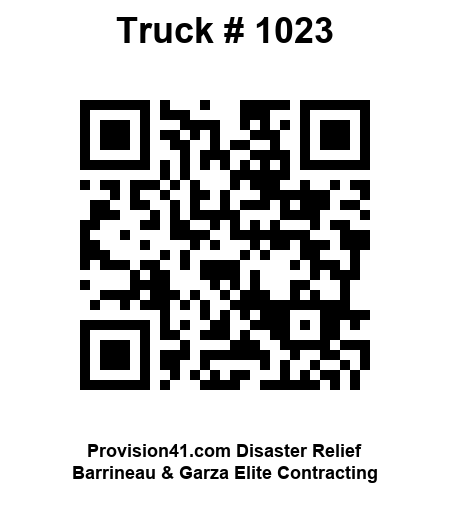 Truck # 1023
Provision41.com Disaster Relief
Barrineau & Garza Elite Contracting